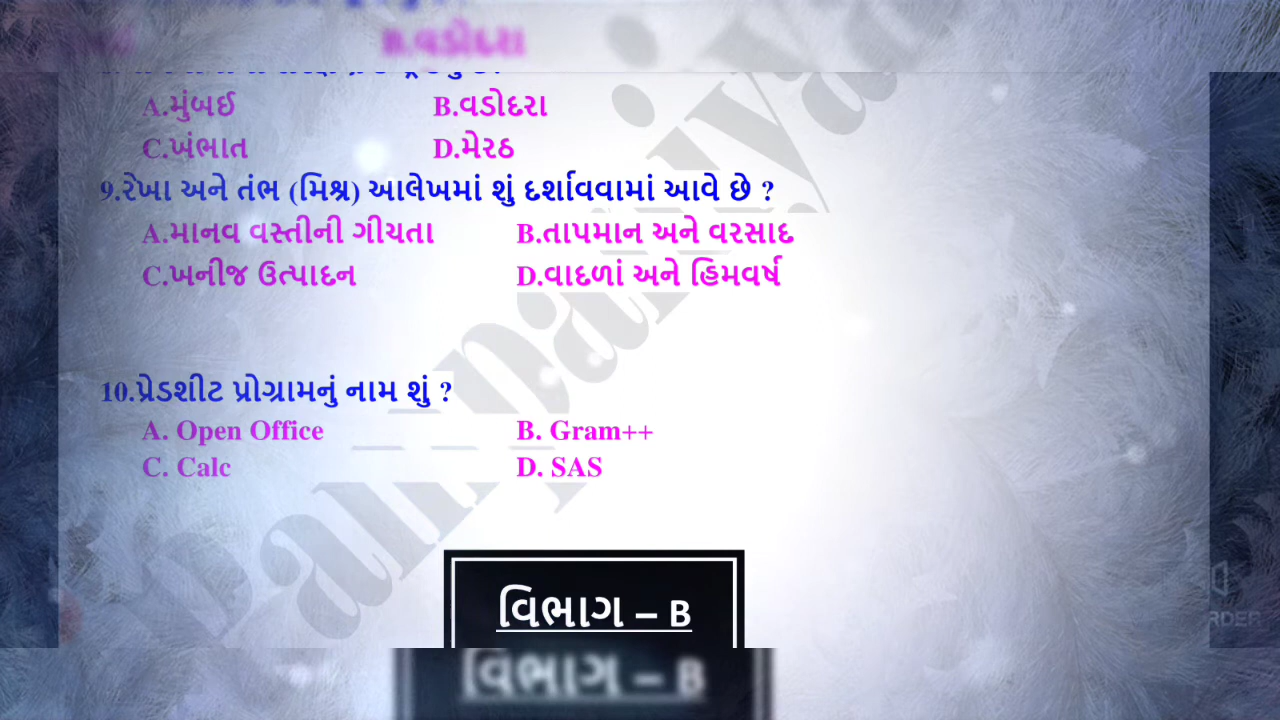 B.વડોદરા
A.મુંબઈ B.વડોદરા
C.ખંભાત D.મેરઠ
9.રેખા અને તંભ (મિશ્ર) આલેખમાં શું દર્શાવવામાં આવે છે ?
A.માનવ વસ્તીની ગીચતા B.તાપમાન અને વરસાદ
C.ખનીજ ઉત્પાદન D.વાદળાં અને હિમવર્ષ
10.પ્રેડશીટ પ્રોગ્રામનું નામ શું ?
A. Open Office B. Gram++
C. Calc D. SAS
વિભાગ – B
વિભાગ – B